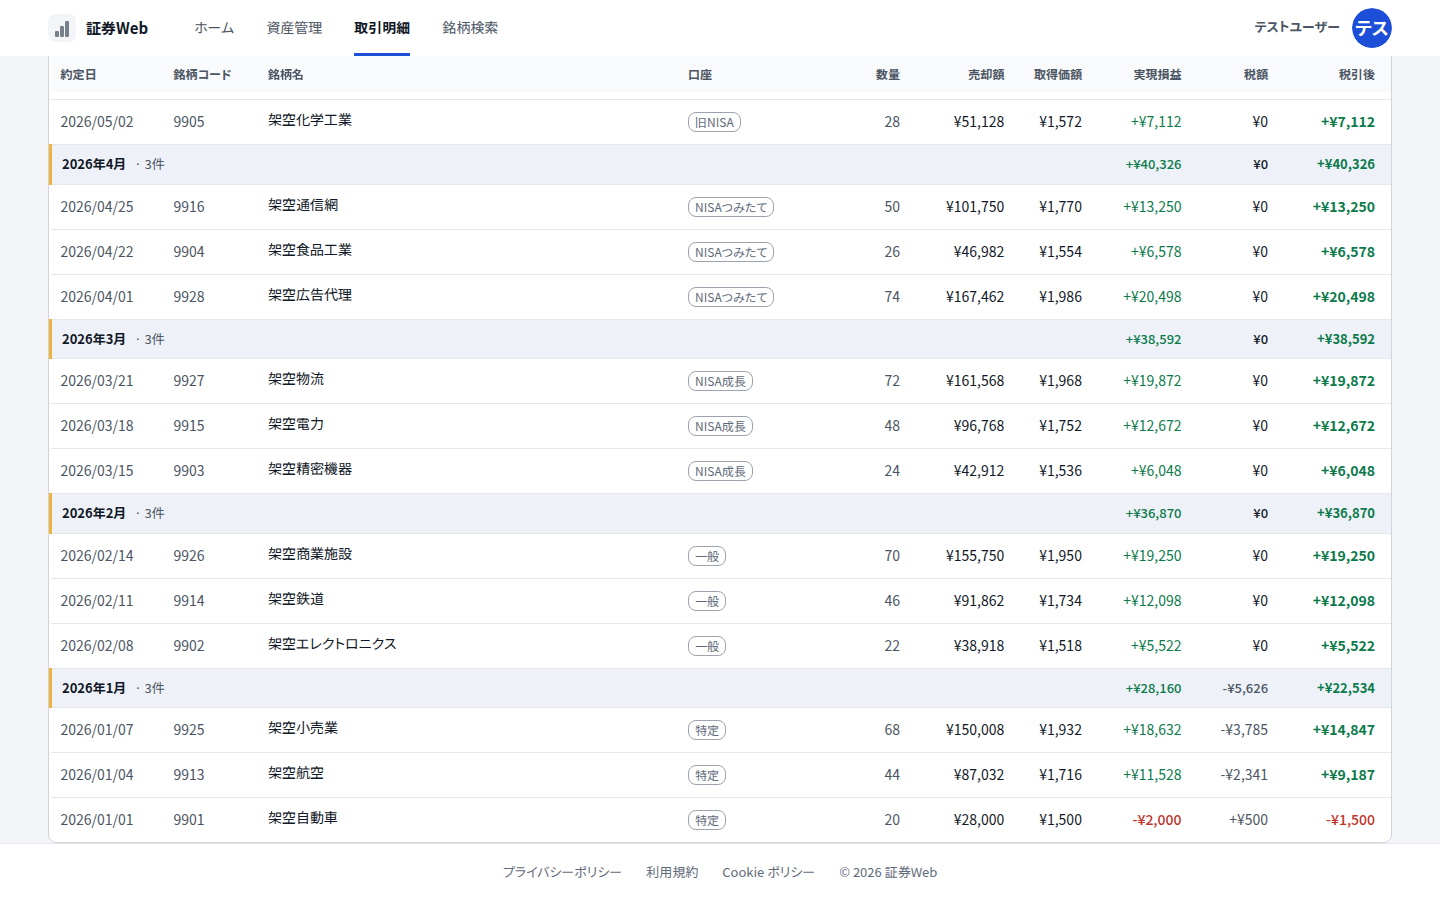 証券Web ホーム 資産管理 取引明細 銘柄検索 テストユーザー テス
約定日 銘柄コード 銘柄名 口座 数量 売却額 取得価額 実現損益 税額 税引後
2026/05/02 9905 架空化学工業 旧NISA 28 ¥51,128 ¥1,572 +¥7,112 ¥0 +¥7,112
2026年4月 · 3件 +¥40,326 ¥0 +¥40,326
2026/04/25 9916 架空通信網 NISAつみたて 50 ¥101,750 ¥1,770 +¥13,250 ¥0 +¥13,250
2026/04/22 9904 架空食品工業 NISAつみたて 26 ¥46,982 ¥1,554 +¥6,578 ¥0 +¥6,578
2026/04/01 9928 架空広告代理 NISAつみたて 74 ¥167,462 ¥1,986 +¥20,498 ¥0 +¥20,498
2026年3月 · 3件 +¥38,592 ¥0 +¥38,592
2026/03/21 9927 架空物流 NISA成長 72 ¥161,568 ¥1,968 +¥19,872 ¥0 +¥19,872
2026/03/18 9915 架空電力 NISA成長 48 ¥96,768 ¥1,752 +¥12,672 ¥0 +¥12,672
2026/03/15 9903 架空精密機器 NISA成長 24 ¥42,912 ¥1,536 +¥6,048 ¥0 +¥6,048
2026年2月 · 3件 +¥36,870 ¥0 +¥36,870
2026/02/14 9926 架空商業施設 一般 70 ¥155,750 ¥1,950 +¥19,250 ¥0 +¥19,250
2026/02/11 9914 架空鉄道 一般 46 ¥91,862 ¥1,734 +¥12,098 ¥0 +¥12,098
2026/02/08 9902 架空エレクトロニクス 一般 22 ¥38,918 ¥1,518 +¥5,522 ¥0 +¥5,522
2026年1月 · 3件 +¥28,160 -¥5,626 +¥22,534
2026/01/07 9925 架空小売業 特定 68 ¥150,008 ¥1,932 +¥18,632 -¥3,785 +¥14,847
2026/01/04 9913 架空航空 特定 44 ¥87,032 ¥1,716 +¥11,528 -¥2,341 +¥9,187
2026/01/01 9901 架空自動車 特定 20 ¥28,000 ¥1,500 -¥2,000 +¥500 -¥1,500
プライバシーポリシー 利用規約 Cookie ポリシー © 2026 証券Web